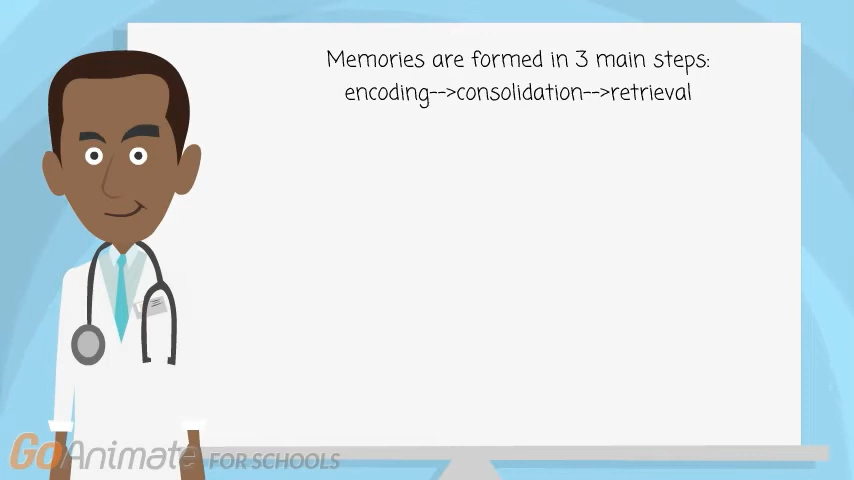 Memories are formed in 3 main steps:
encoding-->consolidation-->retrieval
GoAnimate FOR SCHOOLS